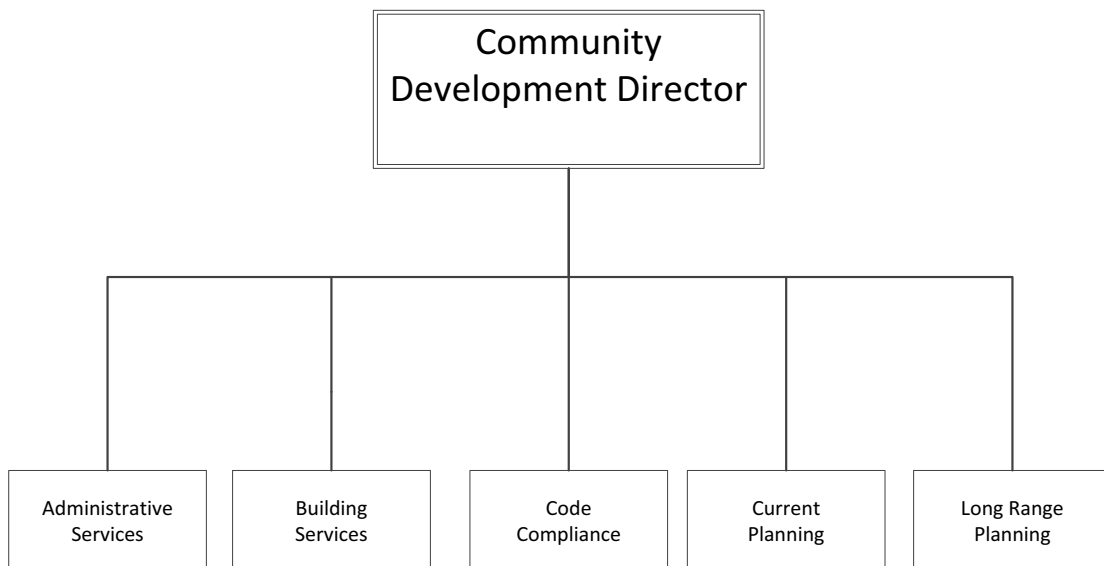 Community
Development Director
Administrative
Services
Building
Services
Code
Compliance
Current
Planning
Long Range
Planning